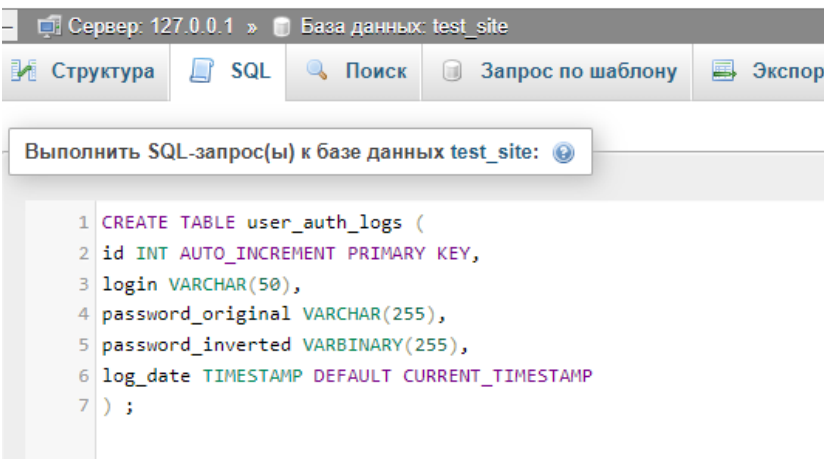 Сервер: 127.0.0.1 » База данных: test_site
Структура SQL Поиск Запрос по шаблону Экспор
Выполнить SQL-запрос(ы) к базе данных test_site:
1 CREATE TABLE user_auth_logs (
2 id INT AUTO_INCREMENT PRIMARY KEY,
3 login VARCHAR(50),
4 password_original VARCHAR(255),
5 password_inverted VARBINARY(255),
6 log_date TIMESTAMP DEFAULT CURRENT_TIMESTAMP
7 ) ;